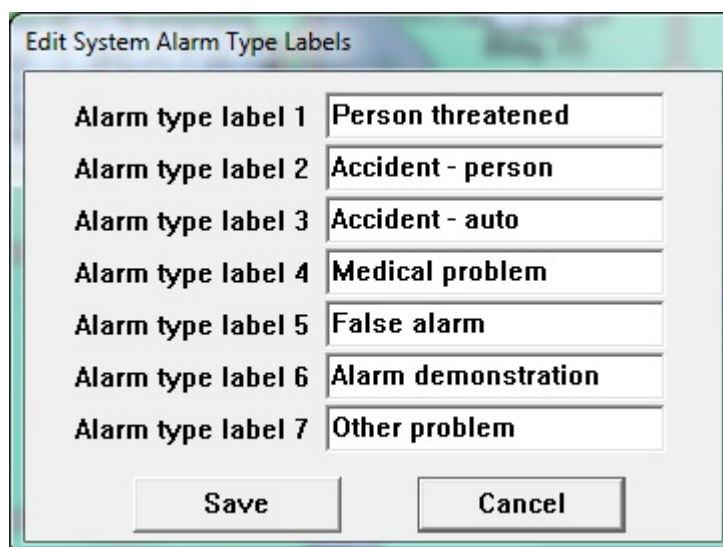 Edit System Alarm Type Labels
Alarm type label 1 Person threatened
Alarm type label 2 Accident - person
Alarm type label 3 Accident - auto
Alarm type label 4 Medical problem
Alarm type label 5 False alarm
Alarm type label 6 Alarm demonstration
Alarm type label 7 Other problem
Save Cancel